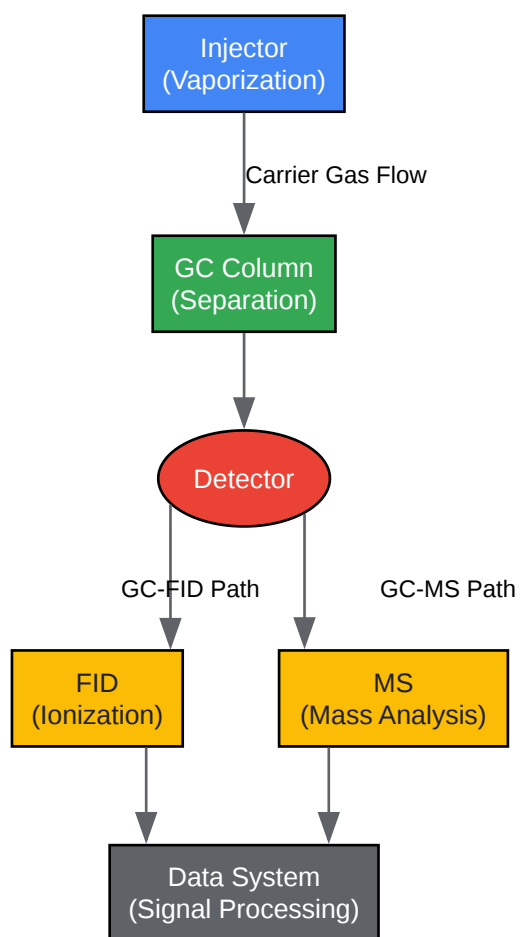 Injector
(Vaporization)
Carrier Gas Flow
GC Column
(Separation)
Detector
GC-FID Path
GC-MS Path
FID
(Ionization)
MS
(Mass Analysis)
Data System
(Signal Processing)